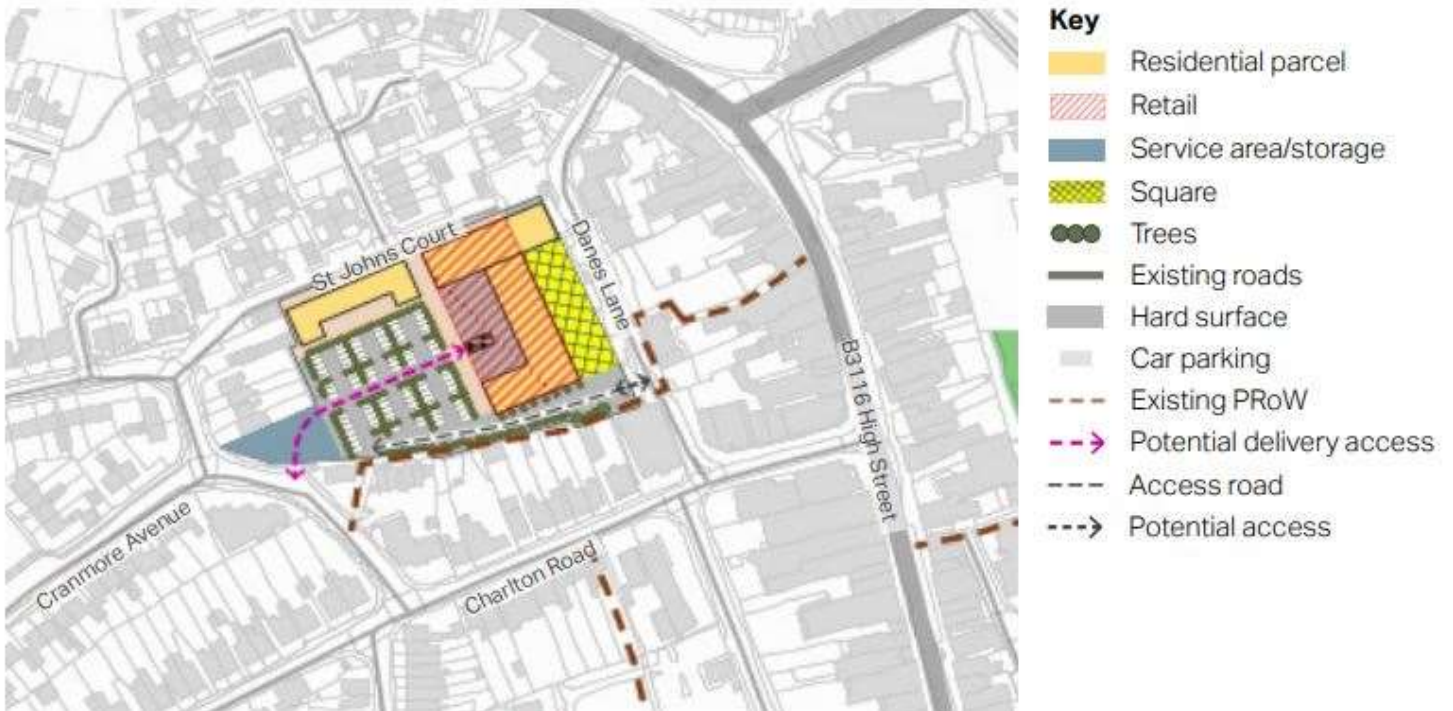 Key
Residential parcel
Retail
Service area/storage
Square
Trees
Existing roads
Hard surface
Car parking
Existing PRoW
Potential delivery access
Access road
Potential access
St Johns Court
Danes Lane
B3116 High Street
Cranmore Avenue
Charlton Road